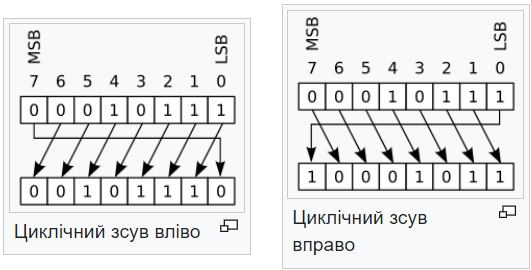 MSB
LSB
7 6 5 4 3 2 1 0
0 0 0 1 0 1 1 1
0 0 1 0 1 1 1 0
Циклічний зсув вліво
MSB
LSB
7 6 5 4 3 2 1 0
0 0 0 1 0 1 1 1
1 0 0 0 1 0 1 1
Циклічний зсув
вправо